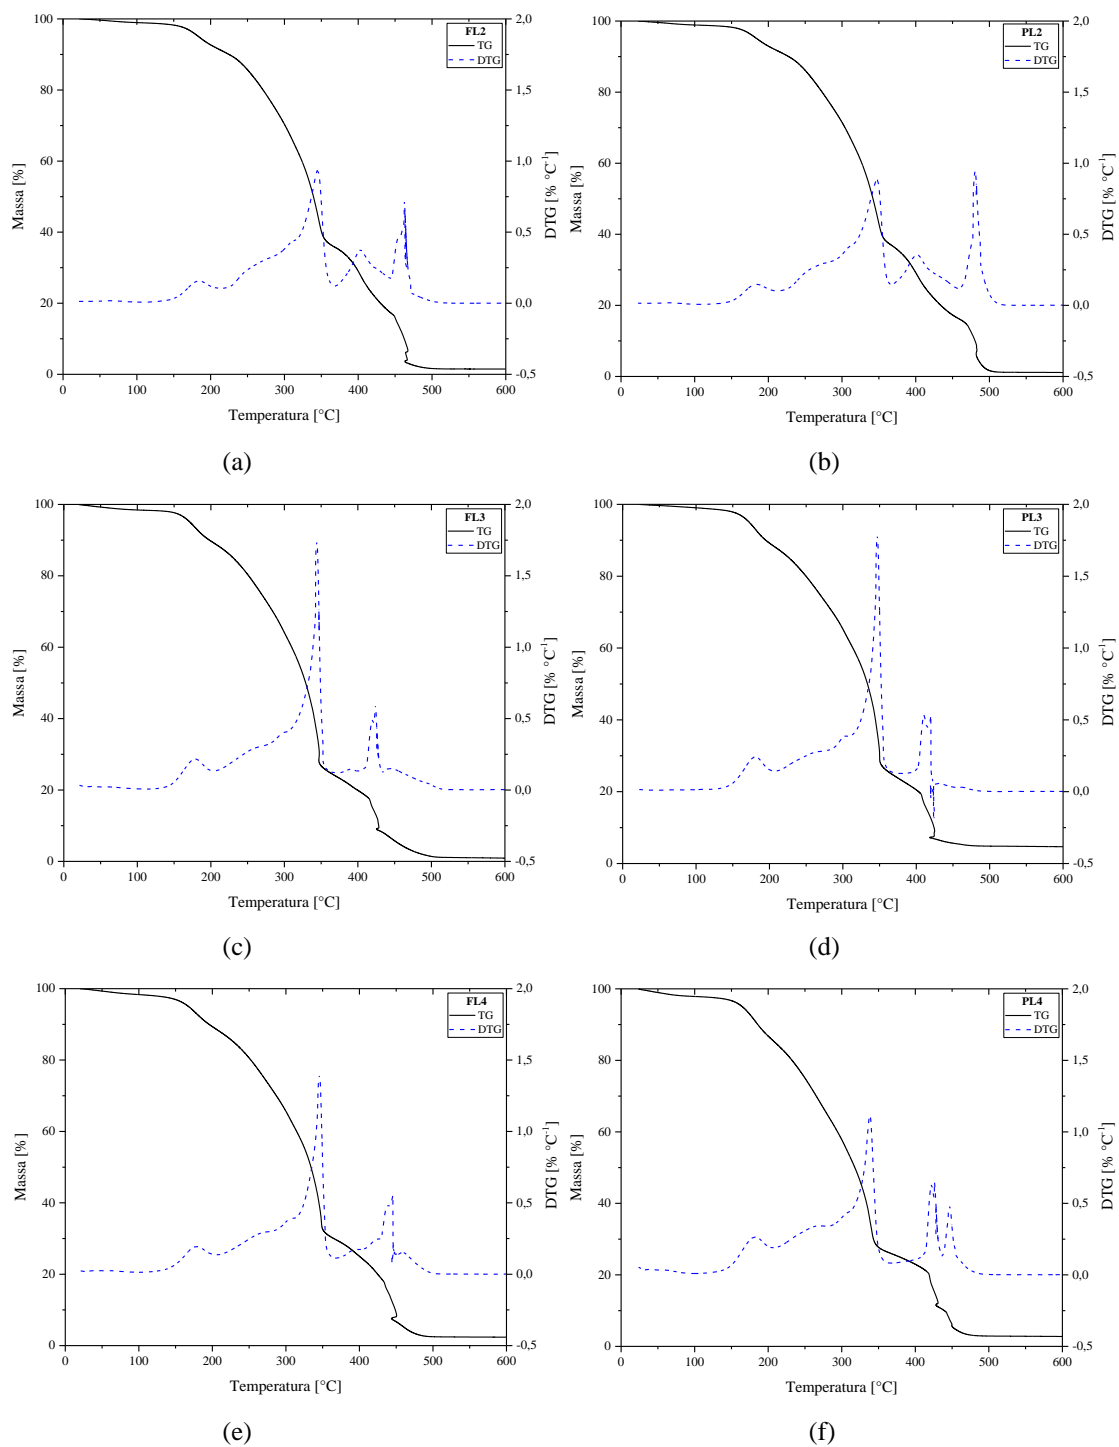 FL2
TG
DTG
100
80
60
40
20
0
2,0
1,5
1,0
0,5
0,0
-0,5
0 100 200 300 400 500 600
Massa [%]
DTG [% °C-1]
Temperatura [°C]
(a)
PL2
TG
DTG
100
80
60
40
20
0
2,0
1,5
1,0
0,5
0,0
-0,5
0 100 200 300 400 500 600
Massa [%]
DTG [% °C-1]
Temperatura [°C]
(b)
FL3
TG
DTG
100
80
60
40
20
0
2,0
1,5
1,0
0,5
0,0
-0,5
0 100 200 300 400 500 600
Massa [%]
DTG [% °C-1]
Temperatura [°C]
(c)
PL3
TG
DTG
100
80
60
40
20
0
2,0
1,5
1,0
0,5
0,0
-0,5
0 100 200 300 400 500 600
Massa [%]
DTG [% °C-1]
Temperatura [°C]
(d)
FL4
TG
DTG
100
80
60
40
20
0
2,0
1,5
1,0
0,5
0,0
-0,5
0 100 200 300 400 500 600
Massa [%]
DTG [% °C-1]
Temperatura [°C]
(e)
PL4
TG
DTG
100
80
60
40
20
0
2,0
1,5
1,0
0,5
0,0
-0,5
0 100 200 300 400 500 600
Massa [%]
DTG [% °C-1]
Temperatura [°C]
(f)